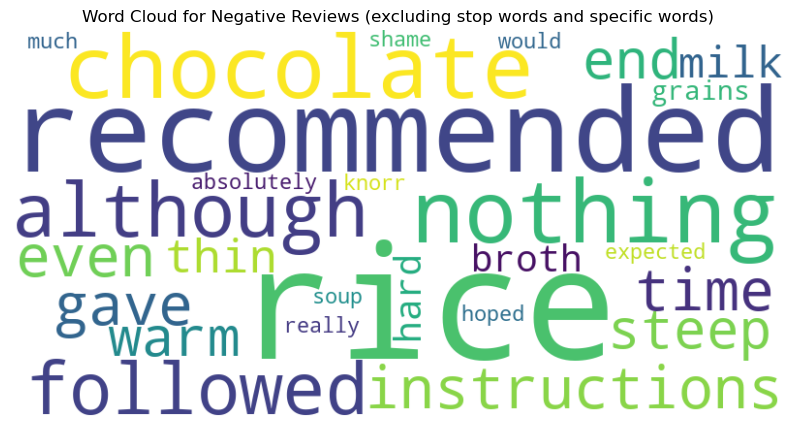 Word Cloud for Negative Reviews (excluding stop words and specific words)
much shame would
chocolate end milk
grains
recommended
absolutely knorr
although nothing
even thin broth expected
rice
gave soup hard hoped time
warm really steep
followed instructions